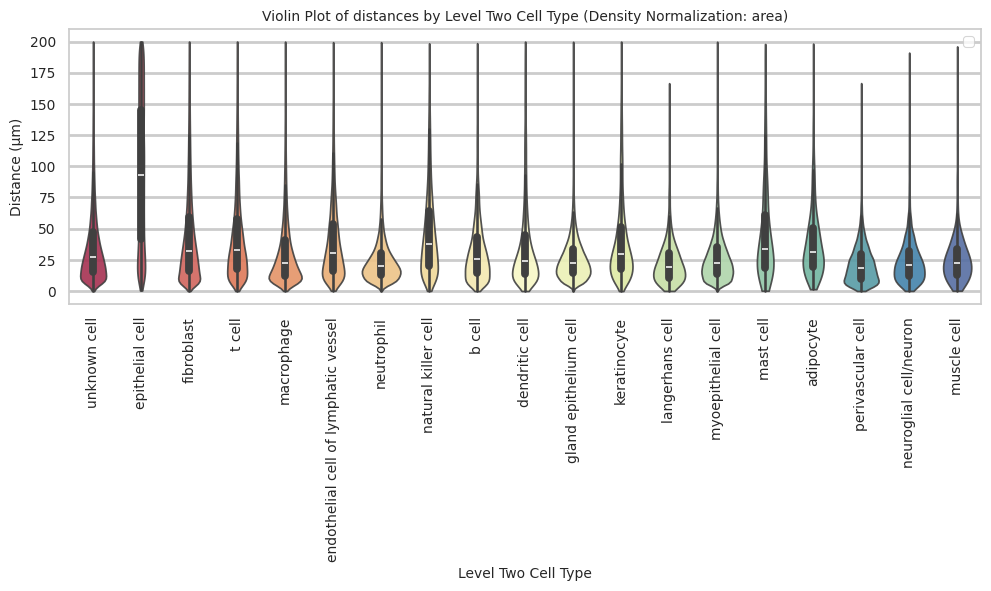 Violin Plot of distances by Level Two Cell Type (Density Normalization: area)
Distance (μm)
200
175
150
125
100
75
50
25
0
unknown cell
epithelial cell
fibroblast
t cell
macrophage
endothelial cell of lymphatic vessel
neutrophil
natural killer cell
b cell
dendritic cell
gland epithelium cell
keratinocyte
langerhans cell
myoepithelial cell
mast cell
adipocyte
perivascular cell
neuroglial cell/neuron
muscle cell
Level Two Cell Type